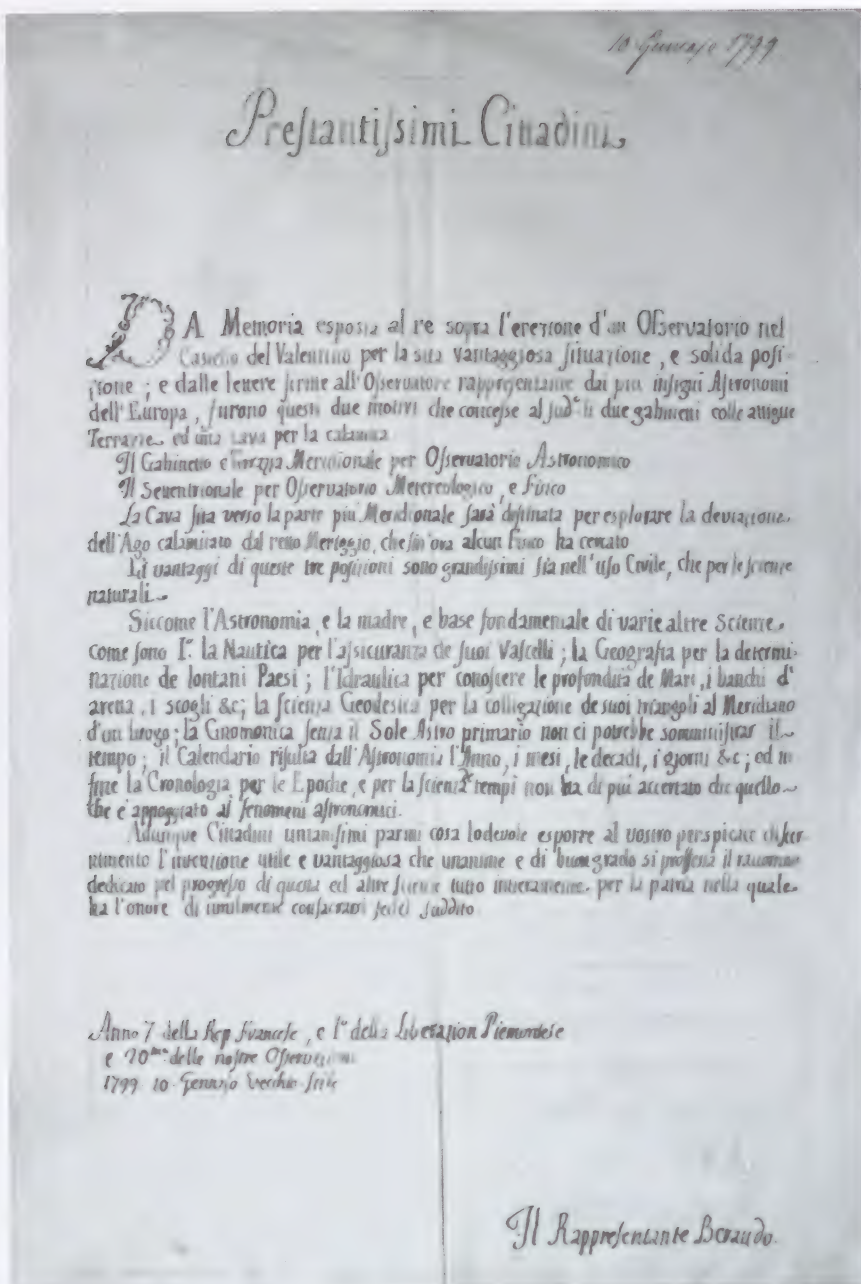 10 Gennajo 1799
Prestantissimi Cittadini
DA Memoria esposta al re sopra l'erezione d'un Osservatorio nel
Castello del Valentino per la sua vantaggiosa situazione, e solida posi-
zione; e dalle lettere scritte all'Osservatore rappresentante dai più insigni Astronomi
dell'Europa, furono questi due motivi che concesse al sud.to li due gabineni colle attigue
Terrazze ed una cava per la calamita
Il Gabinetto e Terrazza Meridionale per Osservatorio Astronomico
Il Settentrionale per Osservatorio Metereologico, e Fisico
La Cava sita verso la parte più Meridionale sarà destinata per esplorare la deviazione
dell'Ago calamitato dal retto Meriggio, che sin'ora alcun Fisico ha tentato
Li vantaggi di queste tre posizioni sono grandissimi sia nell'uso Civile, che per le scienze
naturali
Siccome l'Astronomia, e la madre, e base fondamentale di varie altre Scienze
come sono I.° la Nautica per l'assicuranza de suoi Vascelli; la Geografia per la determi-
nazione de lontani Paesi; l'Idraulica per conoscere le profondità de Mari, i banchi d'
arena, i scogli &c; la scienza Geodesica per la colligazione de suoi triangoli al Meridiano
d'un luogo; la Gnomonica senza il Sole Astro primario non ci potrebbe somministrar il
tempo; il Calendario risulta dall'Astronomia l'Anno, i mesi, le decadi, i giorni &c; ed in
fine la Cronologia per le Epoche, e per la scienza tempi non ha di più accertato che quello
che è appoggiato ai fenomeni astronomici.
Adunque Cittadini umanissimi parmi cosa lodevole esporre al vostro perspicace discer-
nimento l'invenzione utile e vantaggiosa che unanime e di buon grado si professa il
dedicato pel progresso di questa ed altre scienze tutto interamente per la patria nella quale
ha l'onore di umilmente consacrarsi fedel suddito
Anno 7 della Rep Francese, e I.° della Liberazion Piemontese
e 20.mo delle nostre Osservazioni
1799 10 Gennajo Vecchio stile
Il Rappresentante Beraudo.